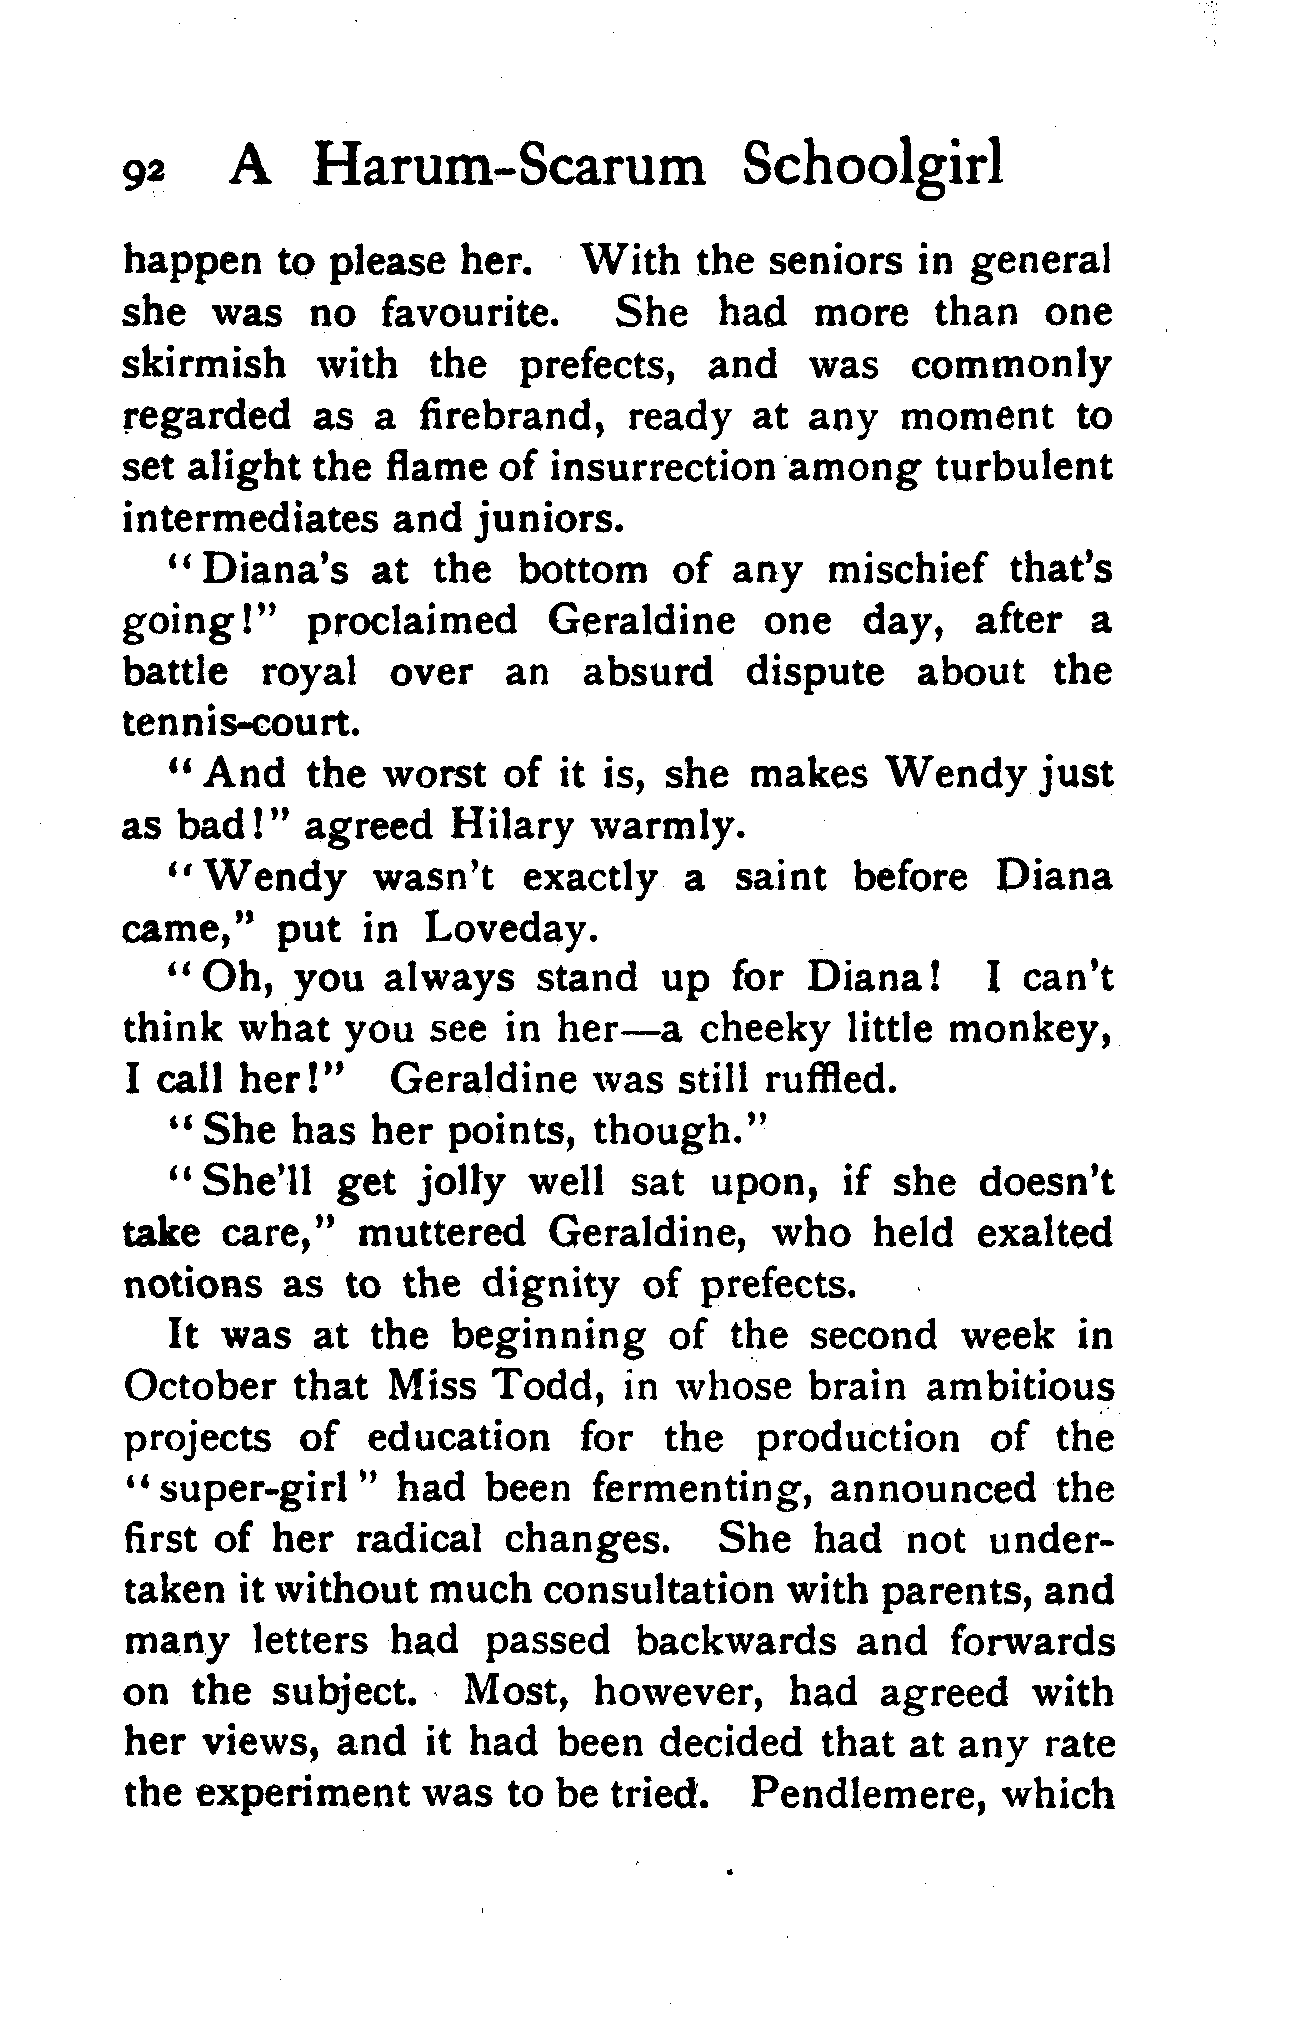 92 A Harum-Scarum Schoolgirl
happen to please her. With the seniors in general
she was no favourite. She had more than one
skirmish with the prefects, and was commonly
regarded as a firebrand, ready at any moment to
set alight the flame of insurrection among turbulent
intermediates and juniors.
"Diana's at the bottom of any mischief that's
going!" proclaimed Geraldine one day, after a
battle royal over an absurd dispute about the
tennis-court.
"And the worst of it is, she makes Wendy just
as bad!" agreed Hilary warmly.
"Wendy wasn't exactly a saint before Diana
came," put in Loveday.
"Oh, you always stand up for Diana! I can't
think what you see in her—a cheeky little monkey,
I call her!" Geraldine was still ruffled.
"She has her points, though."
"She'll get jolly well sat upon, if she doesn't
take care," muttered Geraldine, who held exalted
notions as to the dignity of prefects.
It was at the beginning of the second week in
October that Miss Todd, in whose brain ambitious
projects of education for the production of the
"super-girl" had been fermenting, announced the
first of her radical changes. She had not under-
taken it without much consultation with parents, and
many letters had passed backwards and forwards
on the subject. Most, however, had agreed with
her views, and it had been decided that at any rate
the experiment was to be tried. Pendlemere, which